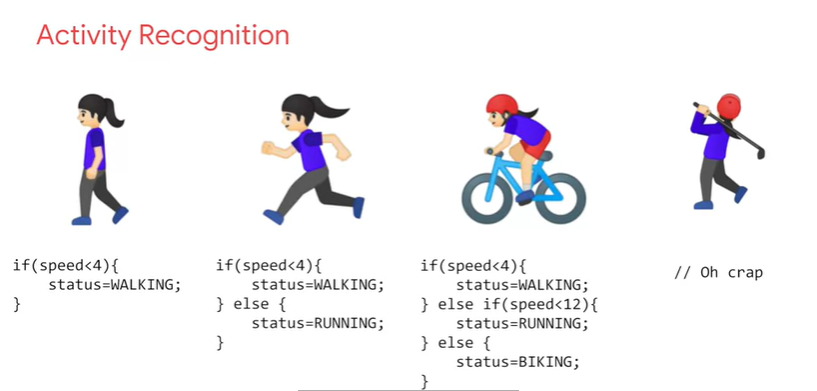 Activity Recognition
if(speed<4){
    status=WALKING;
}
if(speed<4){
    status=WALKING;
} else {
    status=RUNNING;
}
if(speed<4){
    status=WALKING;
} else if(speed<12){
    status=RUNNING;
} else {
    status=BIKING;
}
// Oh crap